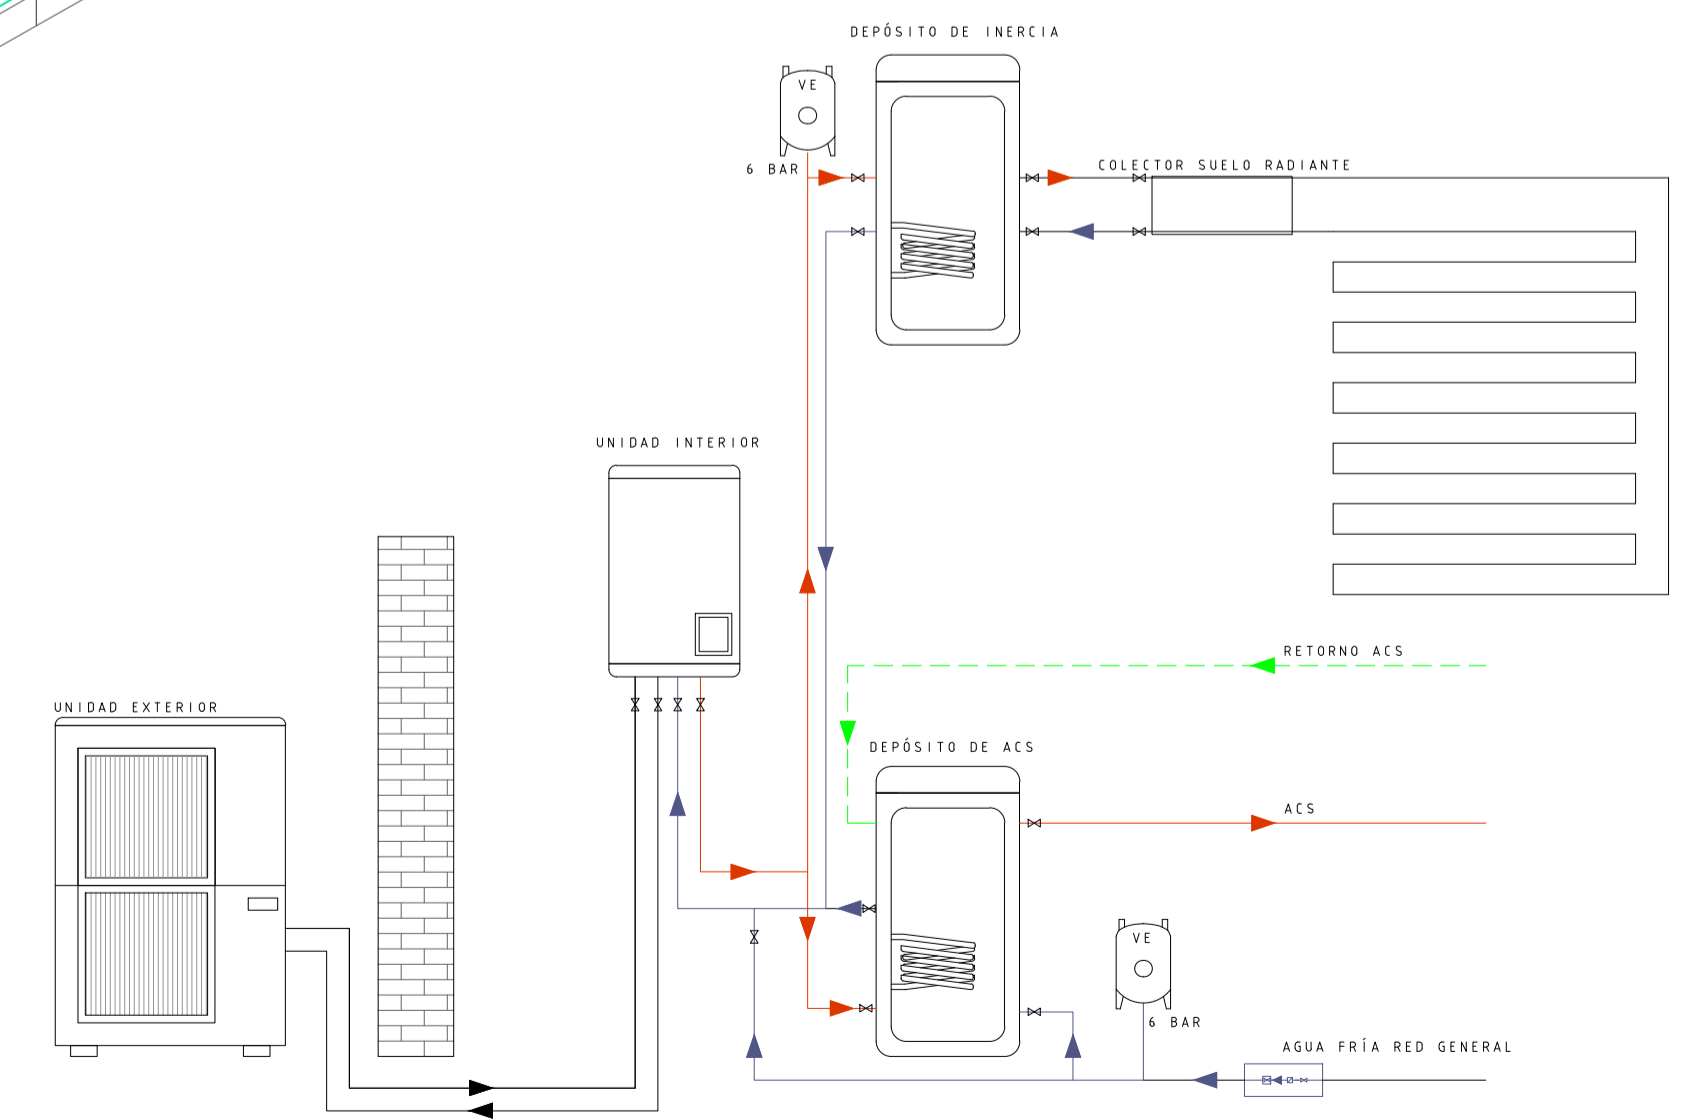 DEPÓSITO DE INERCIA
VE
6 BAR
COLECTOR SUELO RADIANTE
UNIDAD INTERIOR
RETORNO ACS
UNIDAD EXTERIOR
DEPÓSITO DE ACS
ACS
VE
6 BAR
AGUA FRÍA RED GENERAL